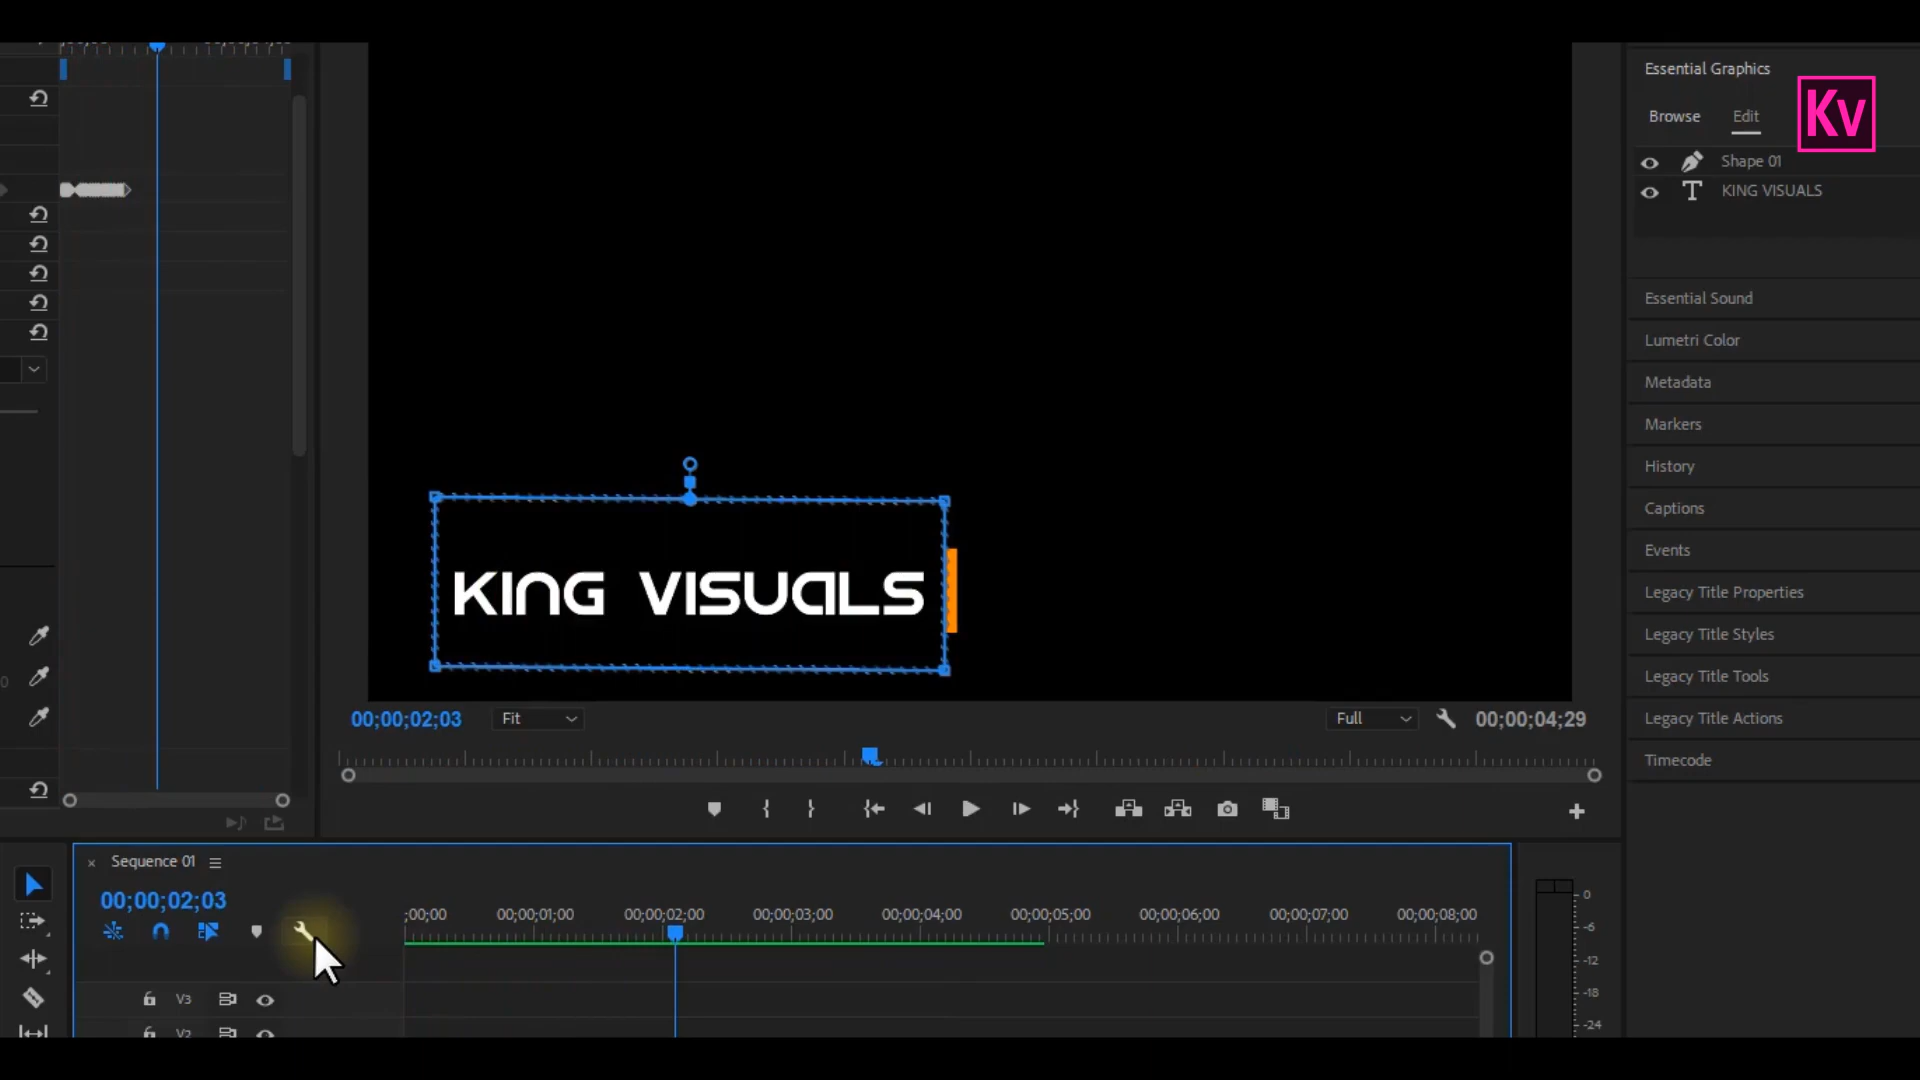 Essential Graphics
Kv
Browse Edit
Shape 01
KING VISUALS
Essential Sound
Lumetri Color
Metadata
Markers
History
Captions
Events
Legacy Title Properties
Legacy Title Styles
Legacy Title Tools
Legacy Title Actions
Timecode
KING VISUALS
00;00;02;03 Fit Full 00;00;04;29
Sequence 01
00;00;02;03
;00;00 00;00;01;00 00;00;02;00 00;00;03;00 00;00;04;00 00;00;05;00 00;00;06;00 00;00;07;00 00;00;08;00
V3
V2
0
-6
-12
-18
-24